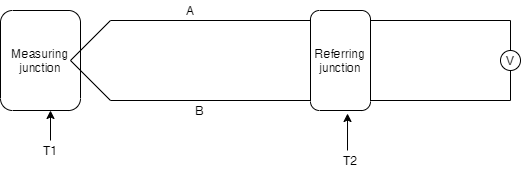 A
Measuring
junction
Referring
junction
V
B
T1
T2